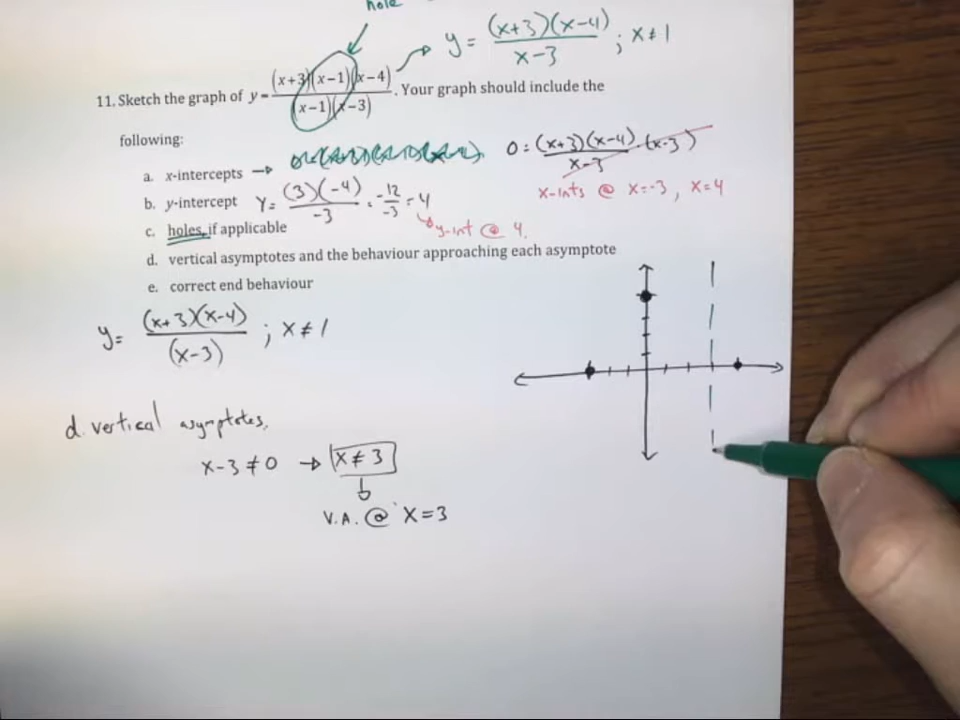 hole
y = (x+3)(x-4) / x-3 ; x ≠ 1
11. Sketch the graph of y = (x+3)(x-1)(x-4) / (x-1)(x-3). Your graph should include the
following:
a. x-intercepts → 0 = (x+3)(x-4) / x-3 · (x-3)
x-ints @ x=-3, x=4
b. y-intercept y = (3)(-4) / -3 = -12 / -3 = 4
y-int @ 4.
c. holes, if applicable
d. vertical asymptotes and the behaviour approaching each asymptote
e. correct end behaviour
y = (x+3)(x-4) / (x-3) ; x ≠ 1
d. vertical asymptotes,
x-3 ≠ 0 → x ≠ 3
V.A. @ x = 3